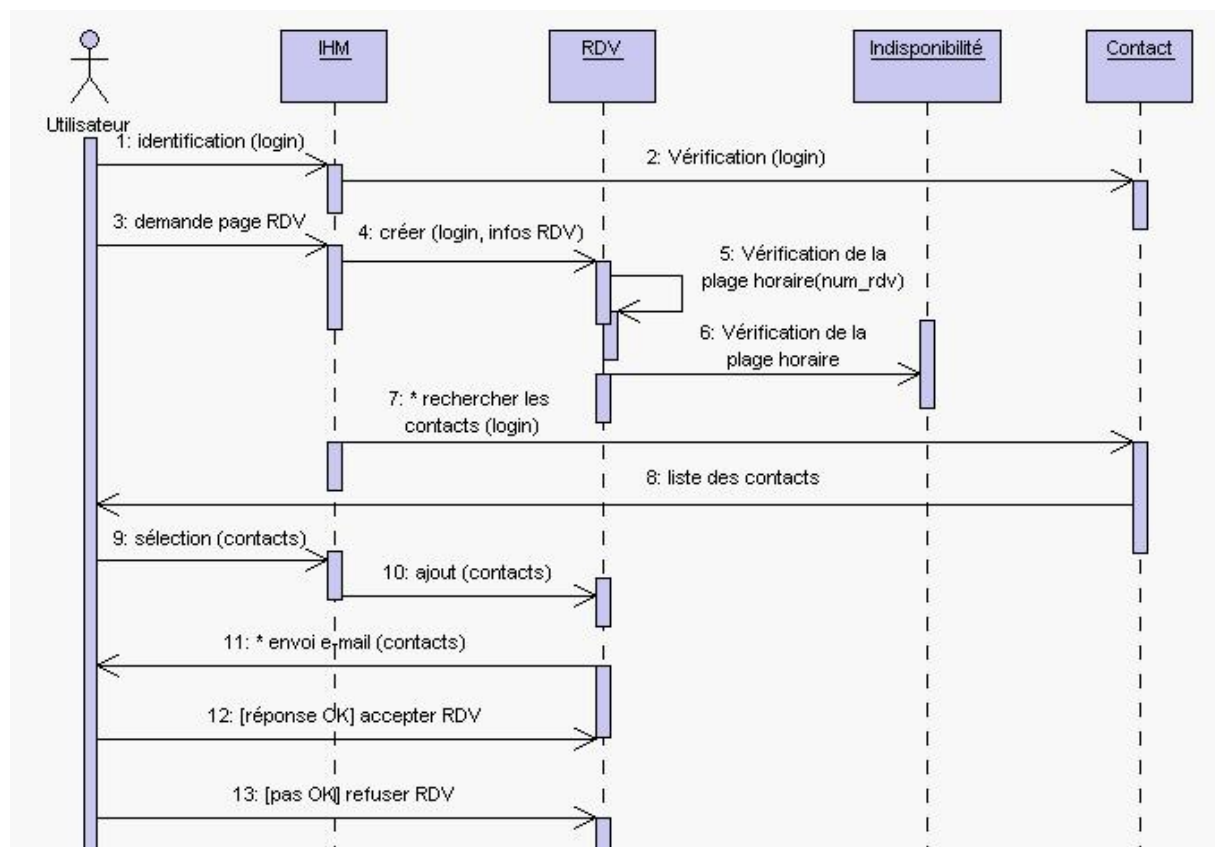 IHM
RDV
Indisponibilité
Contact
Utilisateur
1: identification (login)
2: Vérification (login)
3: demande page RDV
4: créer (login, infos RDV)
5: Vérification de la
plage horaire(num_rdv)
6: Vérification de la
plage horaire
7: * rechercher les
contacts (login)
8: liste des contacts
9: sélection (contacts)
10: ajout (contacts)
11: * envoi e-mail (contacts)
12: [réponse OK] accepter RDV
13: [pas OK] refuser RDV